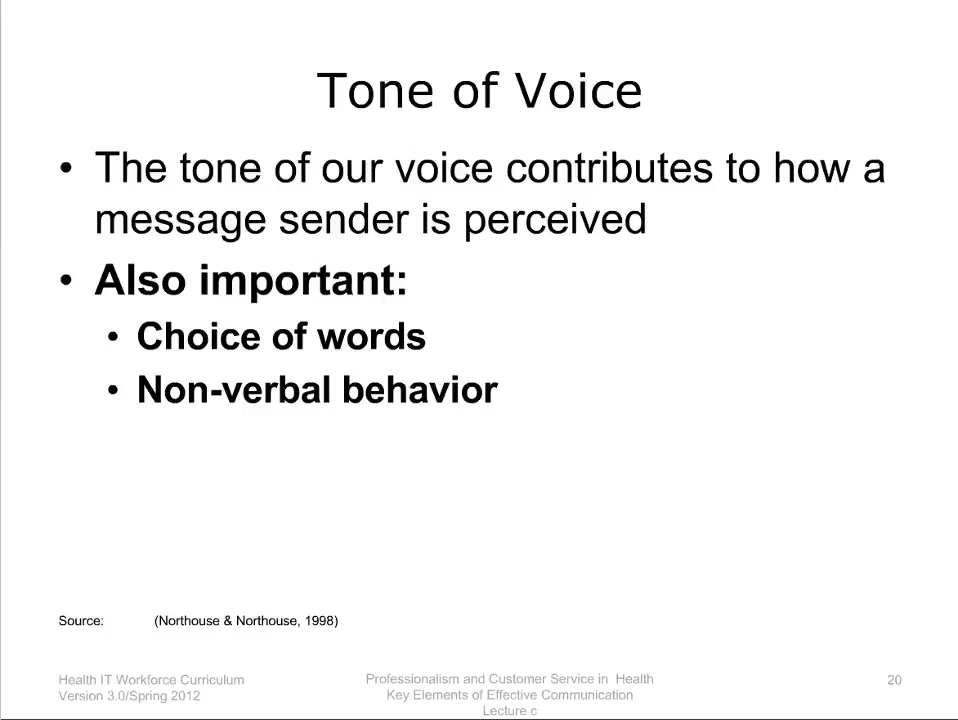 Tone of Voice
• The tone of our voice contributes to how a
message sender is perceived
• Also important:
• Choice of words
• Non-verbal behavior
Source: (Northouse & Northouse, 1998)
Health IT Workforce Curriculum
Version 3.0/Spring 2012
Professionalism and Customer Service in Health
Key Elements of Effective Communication
Lecture c
20